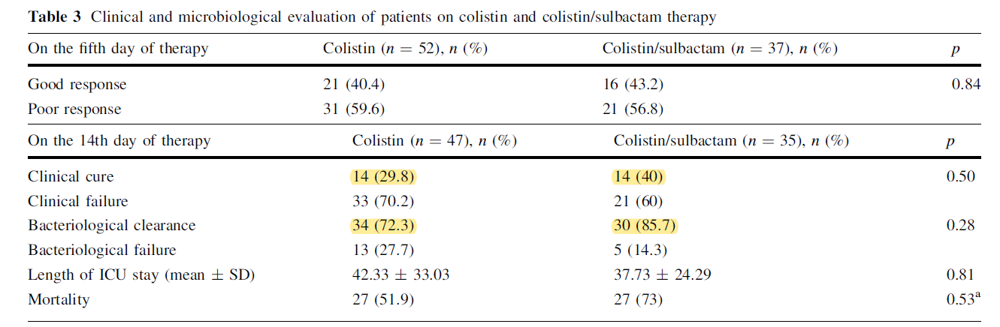 Table 3 Clinical and microbiological evaluation of patients on colistin and colistin/sulbactam therapy
On the fifth day of therapy Colistin (n = 52), n (%) Colistin/sulbactam (n = 37), n (%) p
Good response 21 (40.4) 16 (43.2) 0.84
Poor response 31 (59.6) 21 (56.8)
On the 14th day of therapy Colistin (n = 47), n (%) Colistin/sulbactam (n = 35), n (%) p
Clinical cure 14 (29.8) 14 (40) 0.50
Clinical failure 33 (70.2) 21 (60)
Bacteriological clearance 34 (72.3) 30 (85.7) 0.28
Bacteriological failure 13 (27.7) 5 (14.3)
Length of ICU stay (mean ± SD) 42.33 ± 33.03 37.73 ± 24.29 0.81
Mortality 27 (51.9) 27 (73) 0.53a